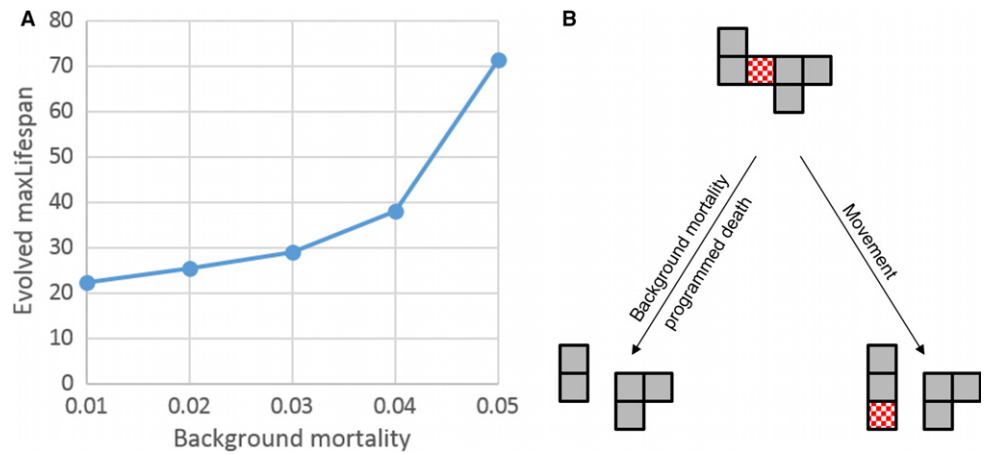 A
80
70
60
50
40
30
20
10
0
Evolved maxLifespan
0.01 0.02 0.03 0.04 0.05
Background mortality
B
Background mortality
programmed death
Movement